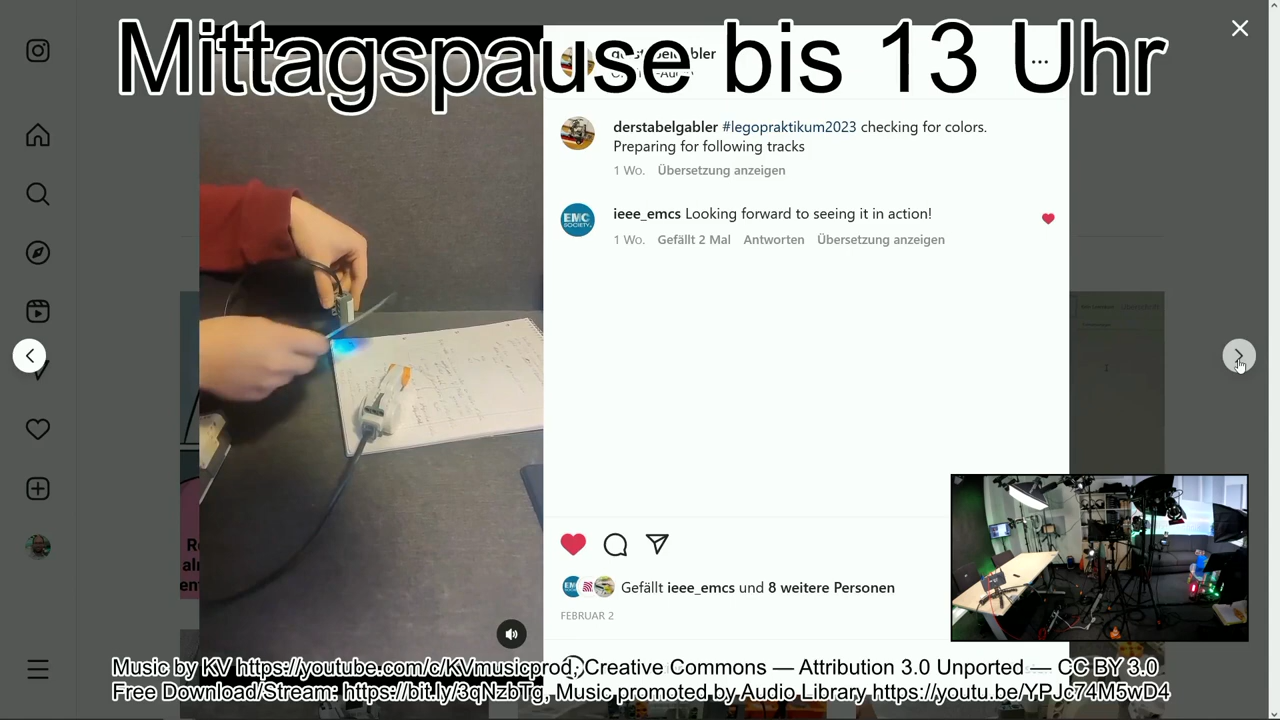 Mittagspause bis 13 Uhr
derstabelgabler
derstabelgabler #legopraktikum2023 checking for colors.
Preparing for following tracks
1 Wo. Übersetzung anzeigen
EMC
SOCIETY
ieee_emcs Looking forward to seeing it in action!
1 Wo. Gefällt 2 Mal Antworten Übersetzung anzeigen
Gefällt ieee_emcs und 8 weitere Personen
FEBRUAR 2
Music by KV https://youtube.com/c/KVmusicprod; Creative Commons — Attribution 3.0 Unported — CC BY 3.0
Free Download/Stream: https://bit.ly/3qNzbTg, Music promoted by Audio Library https://youtu.be/YPJc74M5wD4